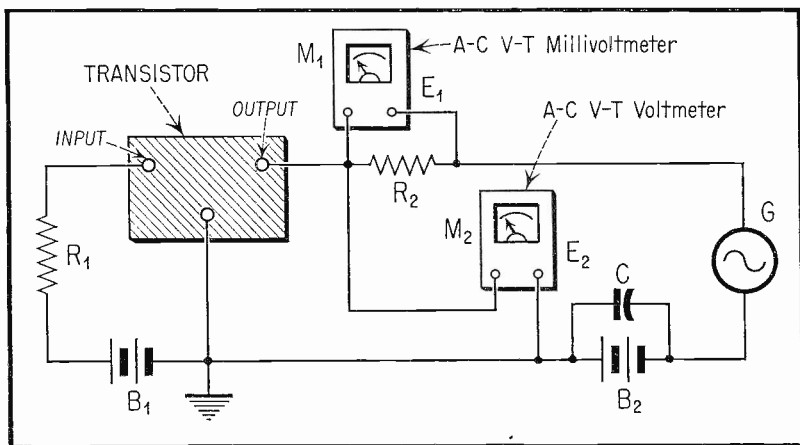 M₁
A-C V-T Millivoltmeter
E₁
TRANSISTOR
INPUT
OUTPUT
A-C V-T Voltmeter
R₂
M₂
E₂
G
R₁
C
B₁
B₂